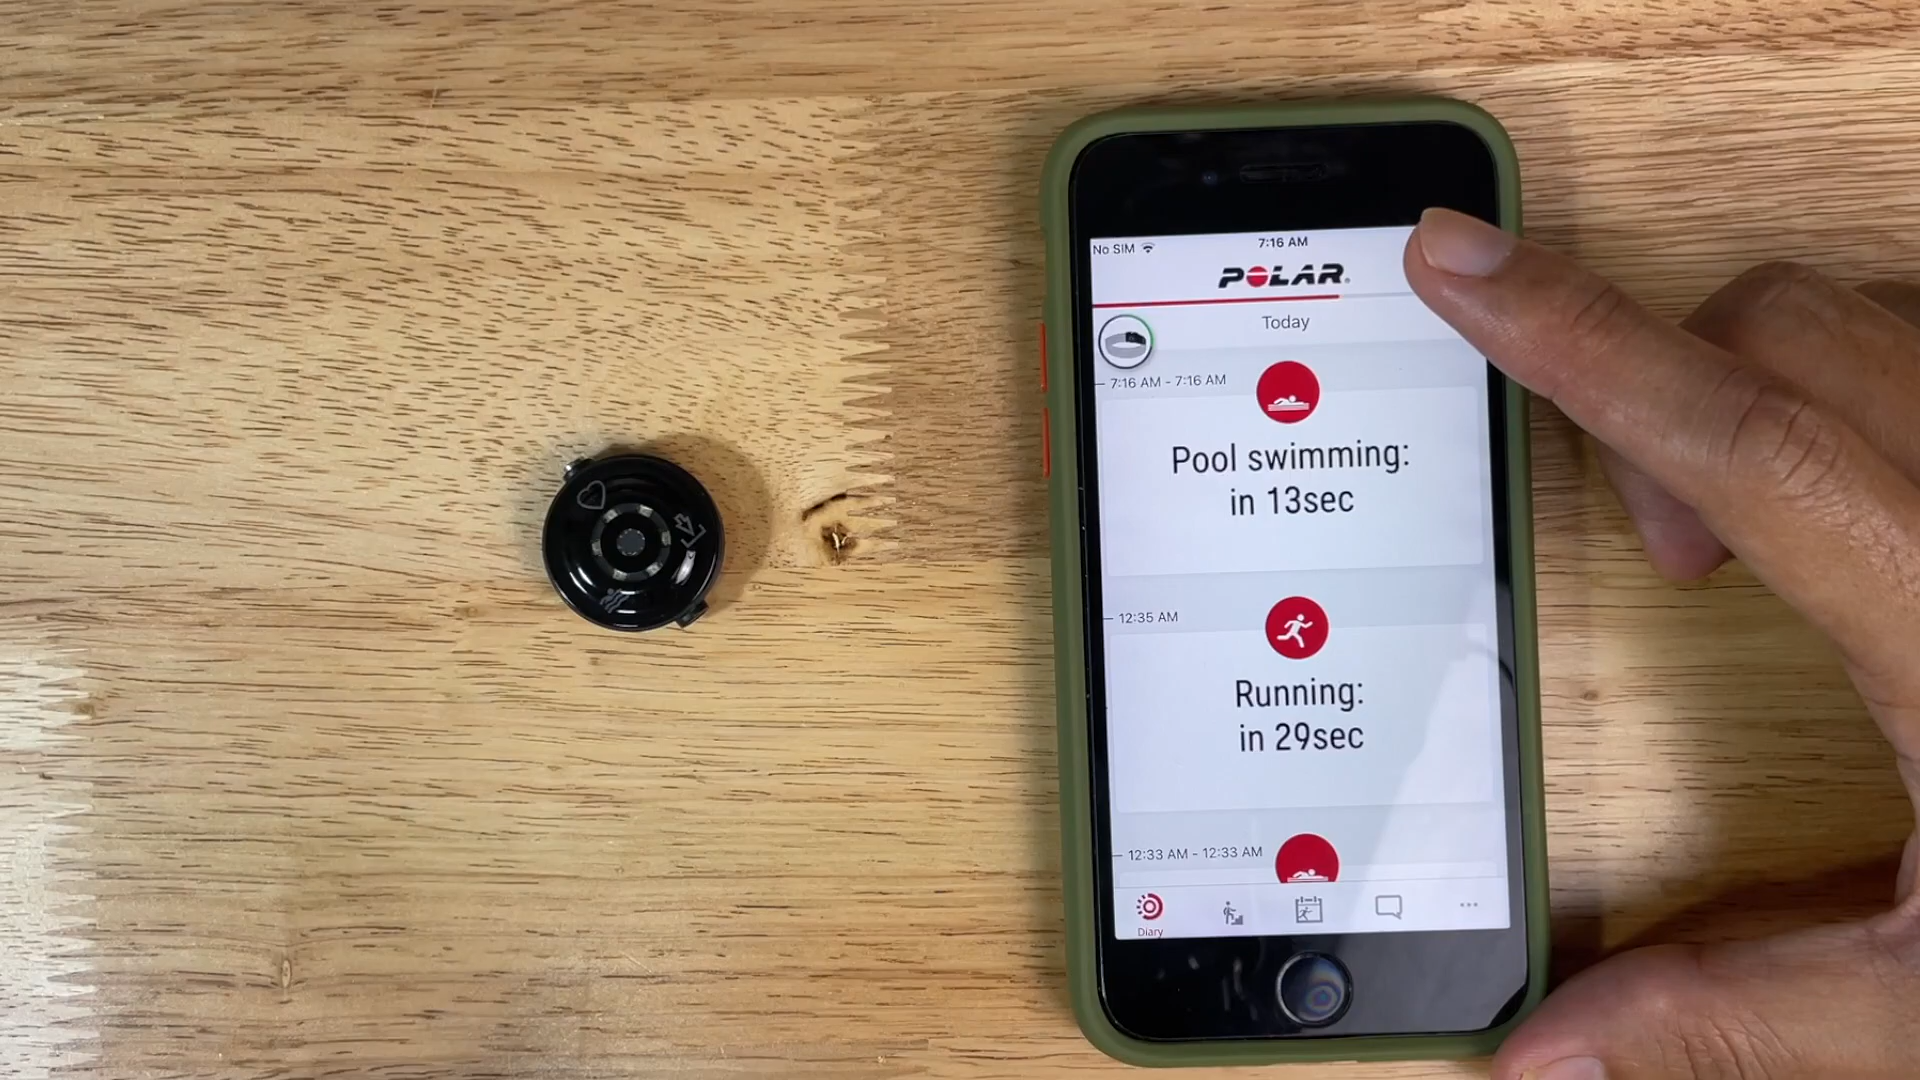 No SIM
7:16 AM
POLAR
Today
7:16 AM - 7:16 AM
Pool swimming:
in 13sec
12:35 AM
Running:
in 29sec
12:33 AM - 12:33 AM
Diary